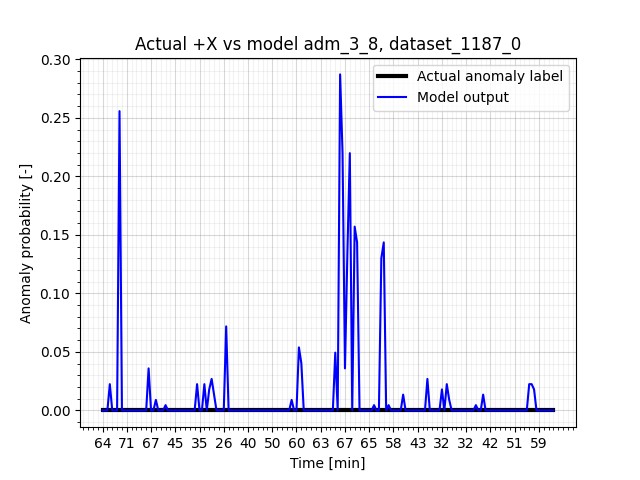 Actual +X vs model adm_3_8, dataset_1187_0
Actual anomaly label
Model output
Anomaly probability [-]
0.30
0.25
0.20
0.15
0.10
0.05
0.00
64 71 67 45 35 26 40 50 60 63 67 65 58 43 32 32 42 51 59
Time [min]